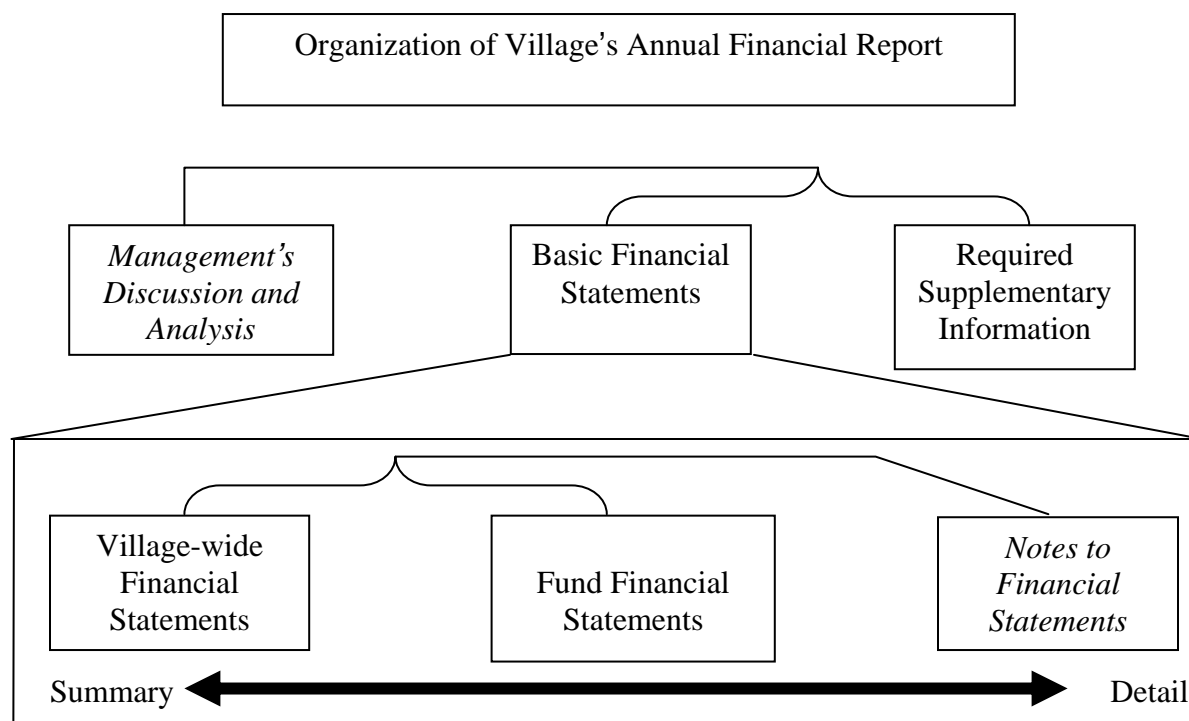 Organization of Village's Annual Financial Report
Management's
Discussion and
Analysis
Basic Financial
Statements
Required
Supplementary
Information
Village-wide
Financial
Statements
Fund Financial
Statements
Notes to
Financial
Statements
Summary
Detail